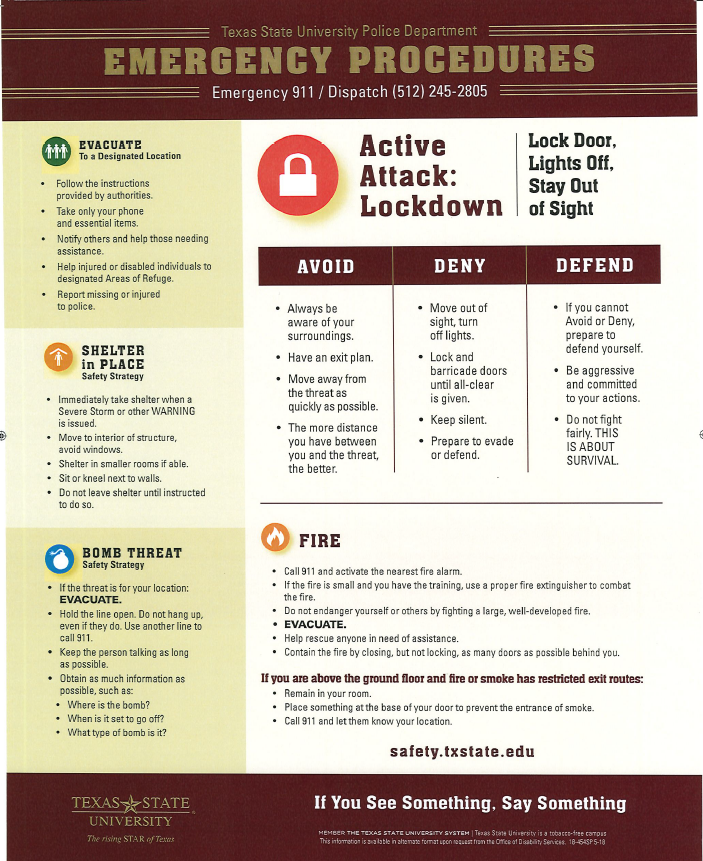 Texas State University Police Department
EMERGENCY PROCEDURES
Emergency 911 / Dispatch (512) 245-2805
EVACUATE
To a Designated Location
• Follow the instructions
provided by authorities.
• Take only your phone
and essential items.
• Notify others and help those needing
assistance.
• Help injured or disabled individuals to
designated Areas of Refuge.
• Report missing or injured
to police.
SHELTER
in PLACE
Safety Strategy
• Immediately take shelter when a
Severe Storm or other WARNING
is issued.
• Move to interior of structure,
avoid windows.
• Shelter in smaller rooms if able.
• Sit or kneel next to walls.
• Do not leave shelter until instructed
to do so.
BOMB THREAT
Safety Strategy
• If the threat is for your location:
EVACUATE.
• Hold the line open. Do not hang up,
even if they do. Use another line to
call 911.
• Keep the person talking as long
as possible.
• Obtain as much information as
possible, such as:
• Where is the bomb?
• When is it set to go off?
• What type of bomb is it?
Active
Attack:
Lockdown
Lock Door,
Lights Off,
Stay Out
of Sight
AVOID
• Always be
aware of your
surroundings.
• Have an exit plan.
• Move away from
the threat as
quickly as possible.
• The more distance
you have between
you and the threat,
the better.
DENY
• Move out of
sight, turn
off lights.
• Lock and
barricade doors
until all-clear
is given.
• Keep silent.
• Prepare to evade
or defend.
DEFEND
• If you cannot
Avoid or Deny,
prepare to
defend yourself.
• Be aggressive
and committed
to your actions.
• Do not fight
fairly. THIS
IS ABOUT
SURVIVAL.
FIRE
• Call 911 and activate the nearest fire alarm.
• If the fire is small and you have the training, use a proper fire extinguisher to combat
the fire.
• Do not endanger yourself or others by fighting a large, well-developed fire.
• EVACUATE.
• Help rescue anyone in need of assistance.
• Contain the fire by closing, but not locking, as many doors as possible behind you.
If you are above the ground floor and fire or smoke has restricted exit routes:
• Remain in your room.
• Place something at the base of your door to prevent the entrance of smoke.
• Call 911 and let them know your location.
safety.txstate.edu
TEXAS STATE
UNIVERSITY
The rising STAR of Texas
If You See Something, Say Something
MEMBER THE TEXAS STATE UNIVERSITY SYSTEM | Texas State University is a tobacco-free campus
This information is available in alternate format upon request from the Office of Disability Services. 18-454SP 5-18